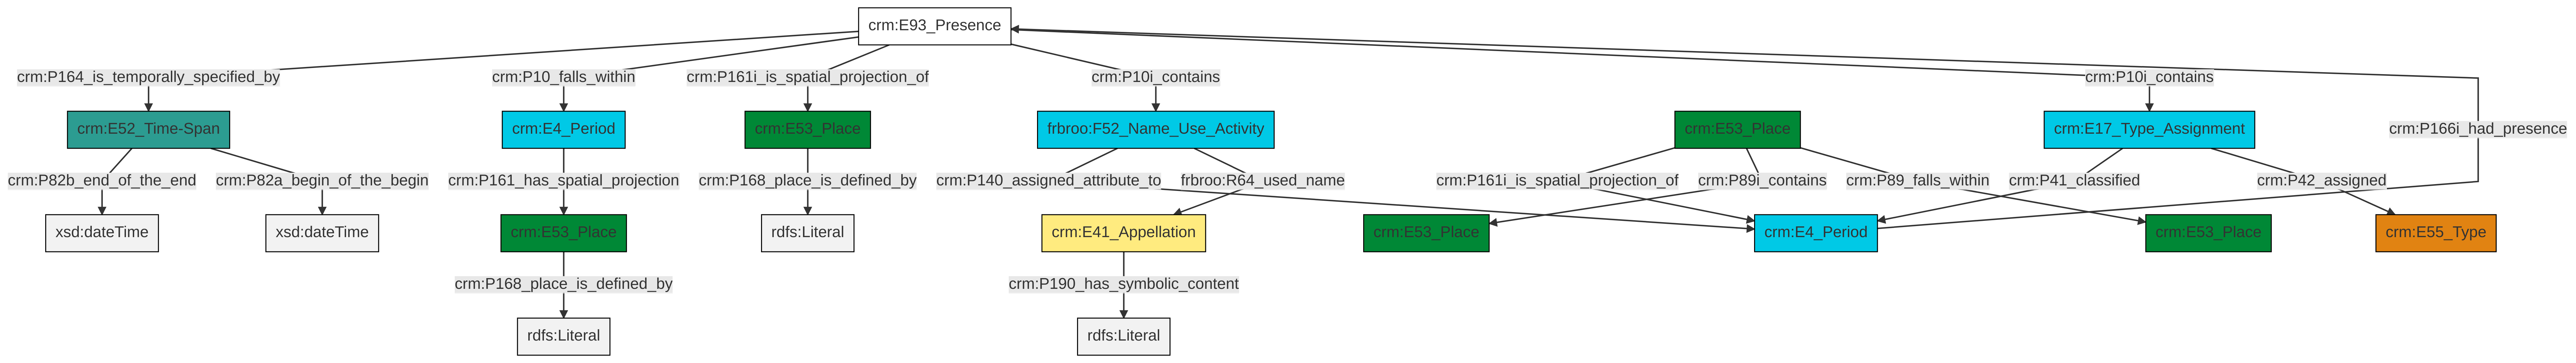 crm:E93_Presence
crm:P164_is_temporally_specified_by
crm:P10_falls_within
crm:P161i_is_spatial_projection_of
crm:P10i_contains
crm:P10i_contains
crm:E52_Time-Span
crm:E4_Period
crm:E53_Place
frbroo:F52_Name_Use_Activity
crm:E53_Place
crm:E17_Type_Assignment
crm:P166i_had_presence
crm:P82b_end_of_the_end
crm:P82a_begin_of_the_begin
crm:P161_has_spatial_projection
crm:P168_place_is_defined_by
crm:P140_assigned_attribute_to
frbroo:R64_used_name
crm:P161i_is_spatial_projection_of
crm:P89i_contains
crm:P89_falls_within
crm:P41_classified
crm:P42_assigned
xsd:dateTime
xsd:dateTime
crm:E53_Place
rdfs:Literal
crm:E41_Appellation
crm:E53_Place
crm:E4_Period
crm:E53_Place
crm:E55_Type
crm:P168_place_is_defined_by
crm:P190_has_symbolic_content
rdfs:Literal
rdfs:Literal